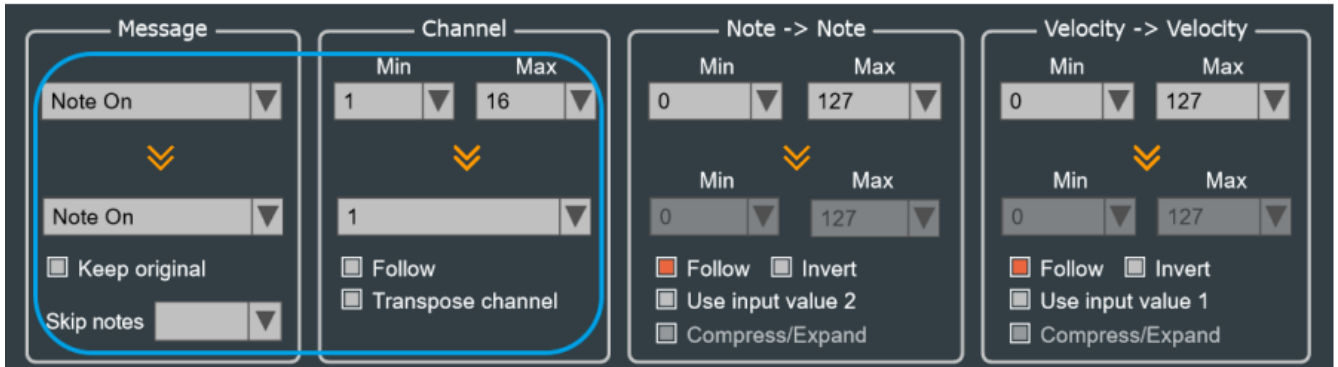 Message
Note On
Note On
Keep original
Skip notes
Channel
Min Max
1 16
1
Follow
Transpose channel
Note -> Note
Min Max
0 127
Min Max
0 127
Follow Invert
Use input value 2
Compress/Expand
Velocity -> Velocity
Min Max
0 127
Min Max
0 127
Follow Invert
Use input value 1
Compress/Expand